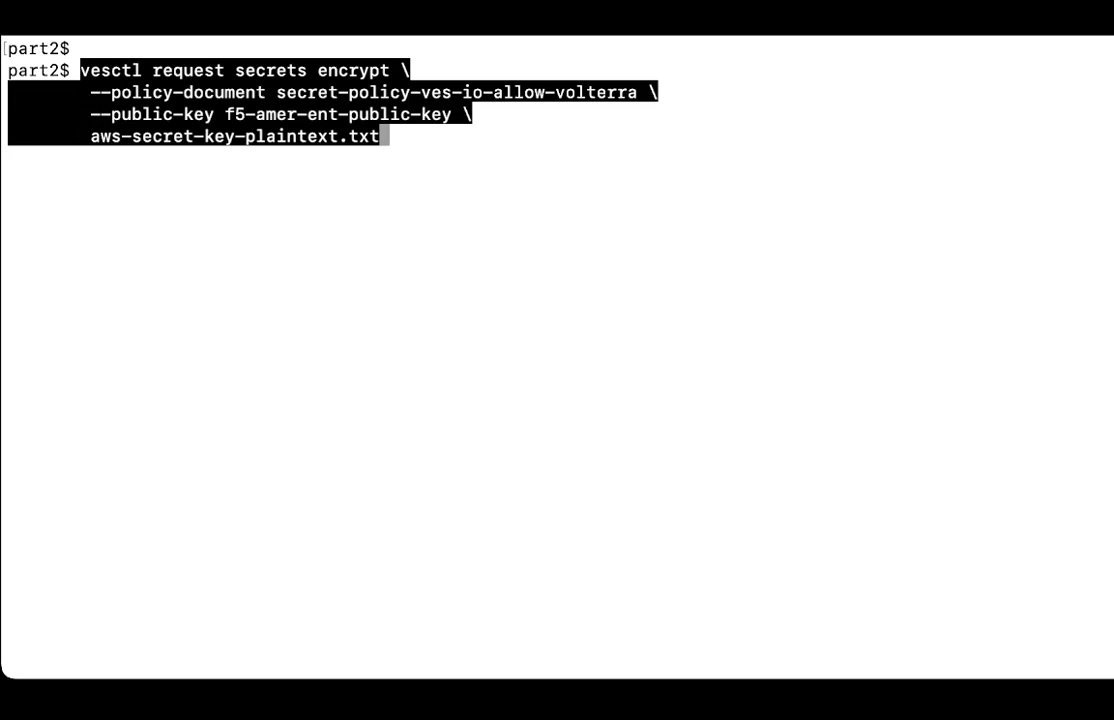 part2$
part2$ vesctl request secrets encrypt \
--policy-document secret-policy-ves-io-allow-volterra \
--public-key f5-amer-ent-public-key \
aws-secret-key-plaintext.txt